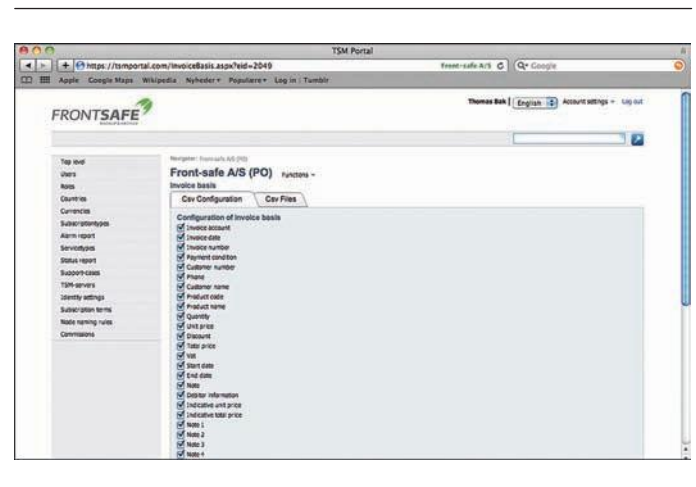 TSM Portal
https://tsmportal.com/InvoiceBasis.aspx?eid=2049
Front-safe A/S
Google
Apple Google Maps Wikipedia Nyheder Populære Log in | Tumblr
FRONTSAFE
Thomas Bak | English Account settings Log out
Top level
Users
Roles
Countries
Currencies
Subscriptiontypes
Alarm report
Servicetypes
Status report
Support-cases
TSM-servers
Identity settings
Subscription terms
Node naming rules
Commissions
Navigator: Front-safe A/S (PO)
Front-safe A/S (PO) Functions
Invoice basis
Csv Configuration Csv Files
Configuration of invoice basis
Invoice account
Invoice date
Invoice number
Payment condition
Customer number
Phone
Customer name
Product code
Product name
Quantity
Unit price
Discount
Total price
Vat
Start date
End date
Note
Debitor information
Indicative unit price
Indicative total price
Note 1
Note 2
Note 3
Note 4